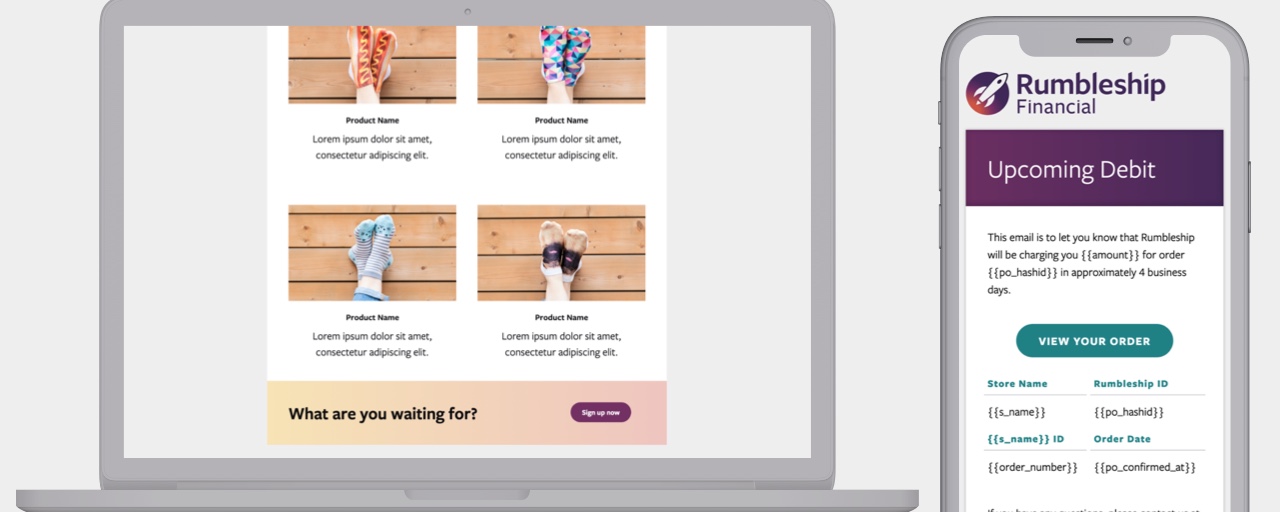 Product Name
Lorem ipsum dolor sit amet,
consectetur adipiscing elit.
Product Name
Lorem ipsum dolor sit amet,
consectetur adipiscing elit.
Product Name
Lorem ipsum dolor sit amet,
consectetur adipiscing elit.
Product Name
Lorem ipsum dolor sit amet,
consectetur adipiscing elit.
What are you waiting for?
Sign up now
Rumbleship
Financial
Upcoming Debit
This email is to let you know that Rumbleship
will be charging you {{amount}} for order
{{po_hashid}} in approximately 4 business
days.
VIEW YOUR ORDER
Store Name
Rumbleship ID
{{s_name}}
{{po_hashid}}
{{s_name}} ID
Order Date
{{order_number}}
{{po_confirmed_at}}